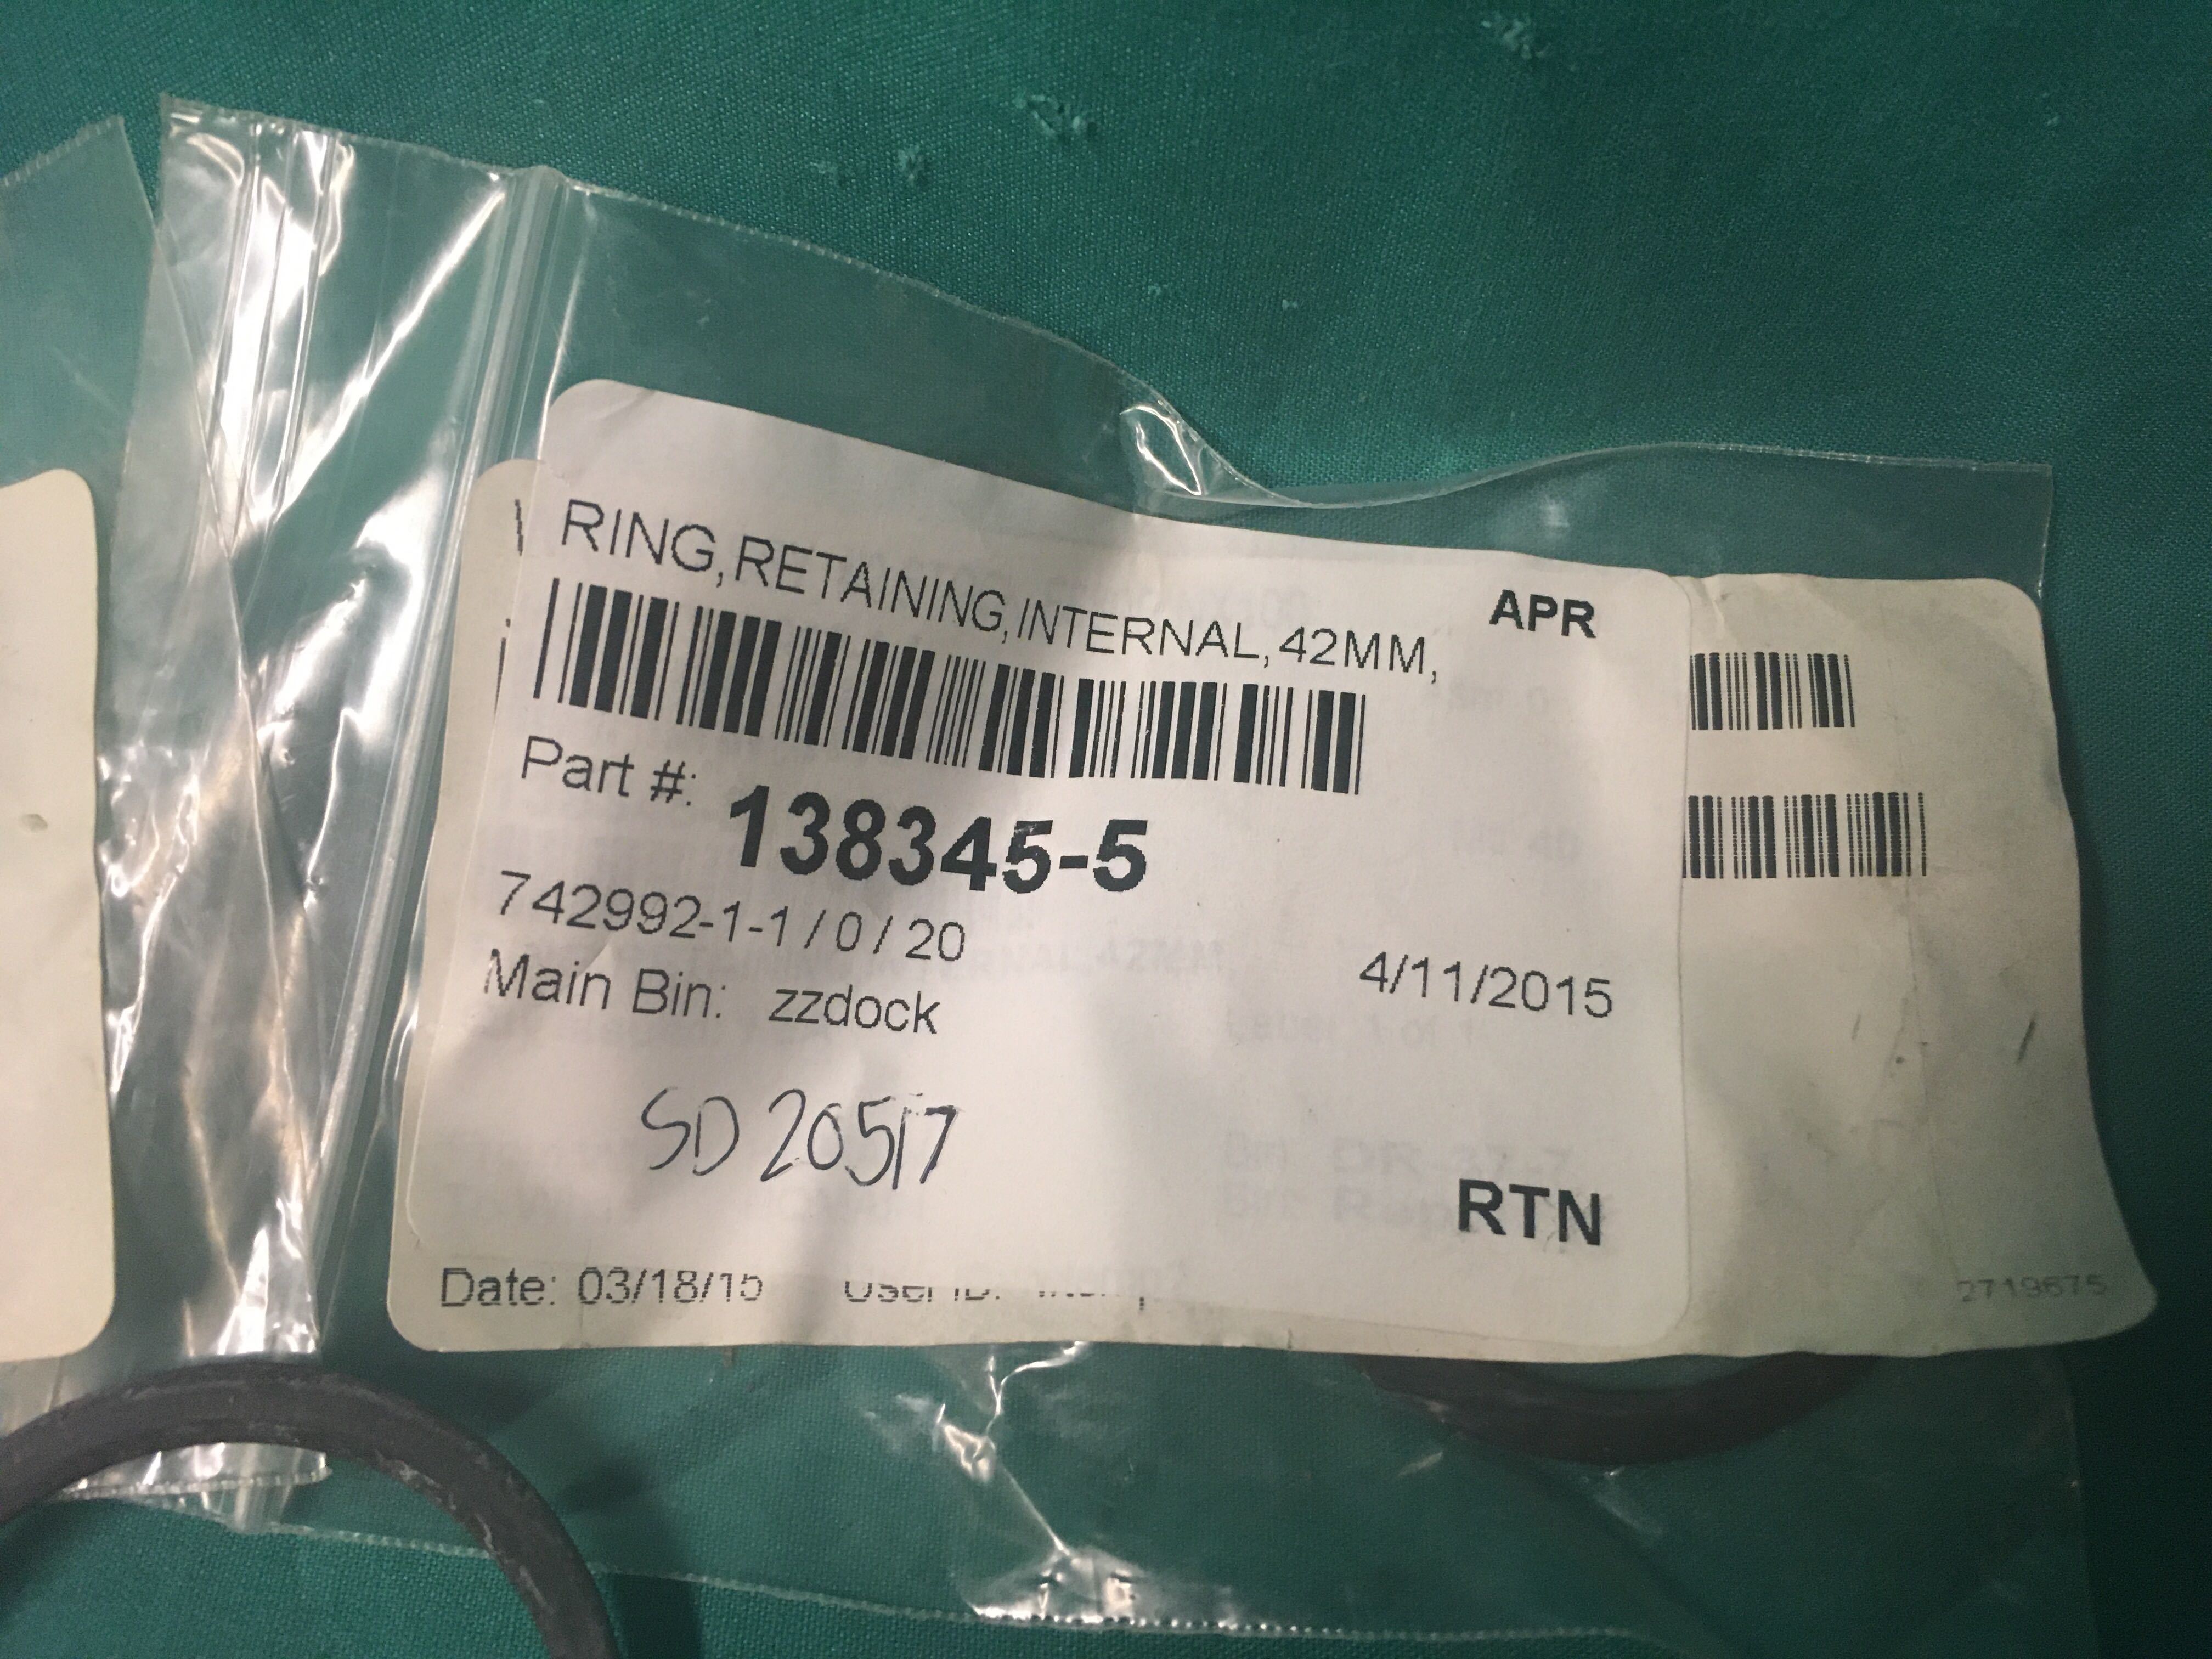 RING,RETAINING,INTERNAL,42MM,
APR
Part #: 138345-5
742992-1-1 / 0 / 20
4/11/2015
Main Bin: zzdock
SD 20517
RTN
Date: 03/18/15
2719675